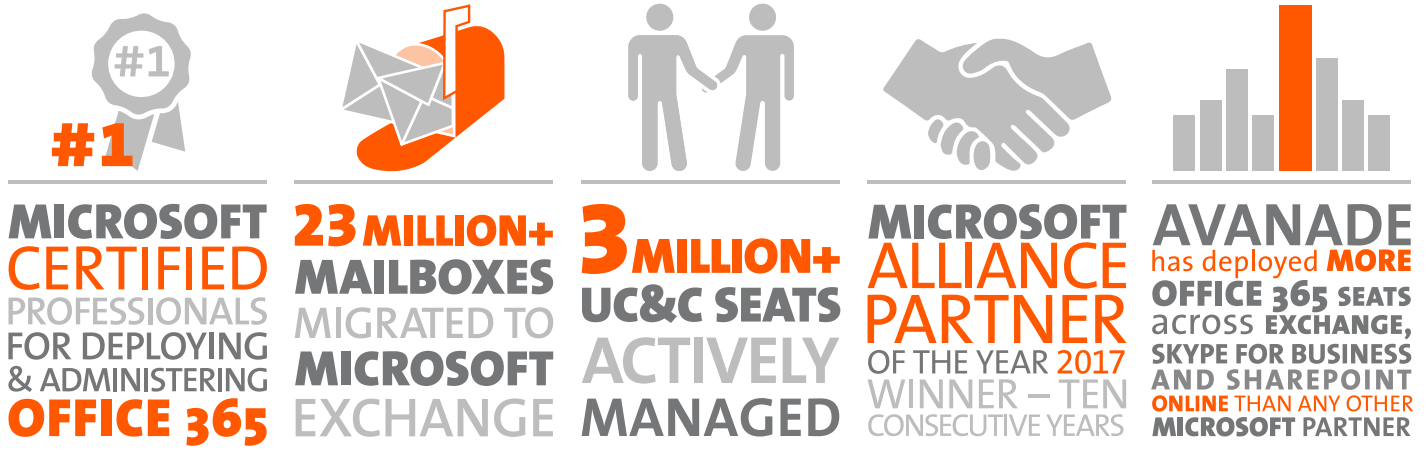 #1
#1
MICROSOFT
CERTIFIED
PROFESSIONALS
FOR DEPLOYING
& ADMINISTERING
OFFICE 365
23 MILLION+
MAILBOXES
MIGRATED TO
MICROSOFT
EXCHANGE
3 MILLION+
UC&C SEATS
ACTIVELY
MANAGED
MICROSOFT
ALLIANCE
PARTNER
OF THE YEAR 2017
WINNER – TEN
CONSECUTIVE YEARS
AVANADE
has deployed MORE
OFFICE 365 SEATS
across EXCHANGE,
SKYPE FOR BUSINESS
AND SHAREPOINT
ONLINE THAN ANY OTHER
MICROSOFT PARTNER